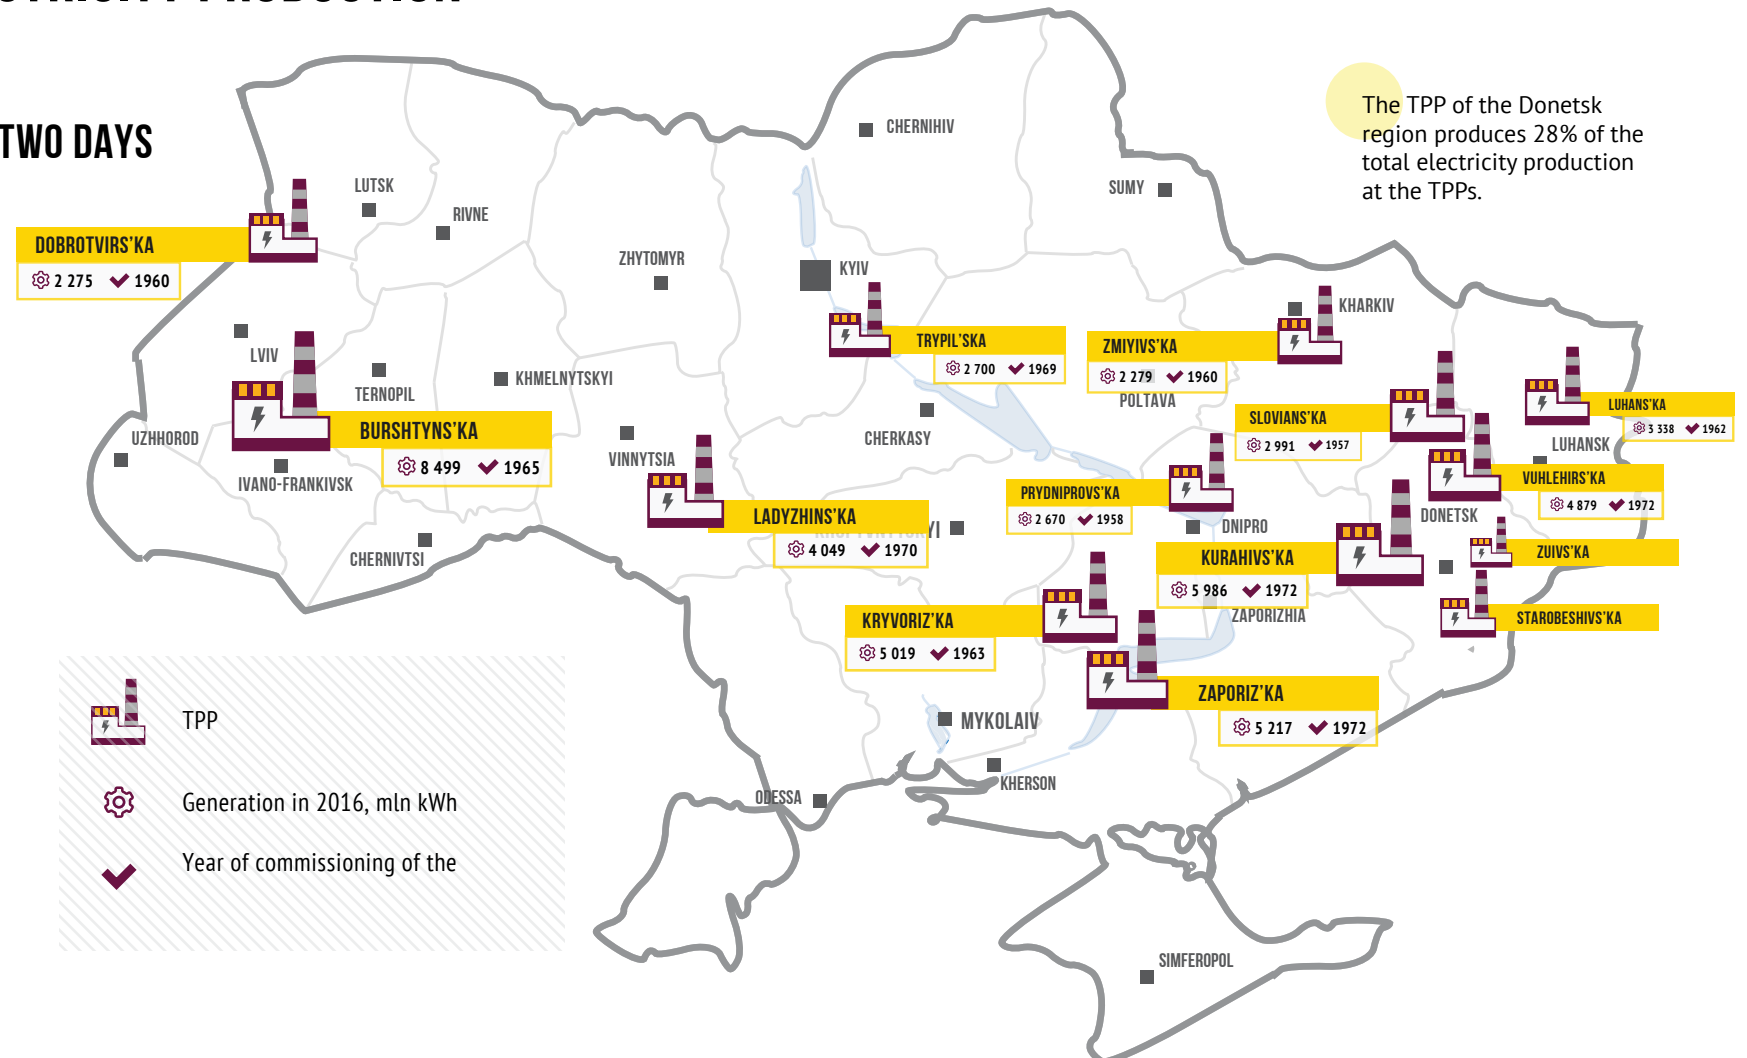 TWO DAYS
The TPP of the Donetsk
region produces 28% of the
total electricity production
at the TPPs.
CHERNIHIV
SUMY
LUTSK
RIVNE
DOBROTVIRS'KA
2 275 1960
ZHYTOMYR
KYIV
KHARKIV
TRYPIL'SKA
2 700 1969
ZMIYIVS'KA
2 279 1960
POLTAVA
LVIV
TERNOPIL
KHMELNYTSKYI
LUHANS'KA
3 338 1962
LUHANSK
SLOVIANS'KA
2 991 1957
CHERKASY
UZHHOROD
BURSHTYNS'KA
8 499 1965
IVANO-FRANKIVSK
VINNYTSIA
VUHLEHIRS'KA
4 879 1972
PRYDNIPROVS'KA
2 670 1958
DNIPRO
DONETSK
LADYZHINS'KA
4 049 1970
CHERNIVTSI
KURAHIVS'KA
5 986 1972
ZUIVS'KA
KRYVORIZ'KA
5 019 1963
ZAPORIZHIA
STAROBESHIVS'KA
ZAPORIZ'KA
5 217 1972
MYKOLAIV
KHERSON
ODESSA
SIMFEROPOL
TPP
Generation in 2016, mln kWh
Year of commissioning of the